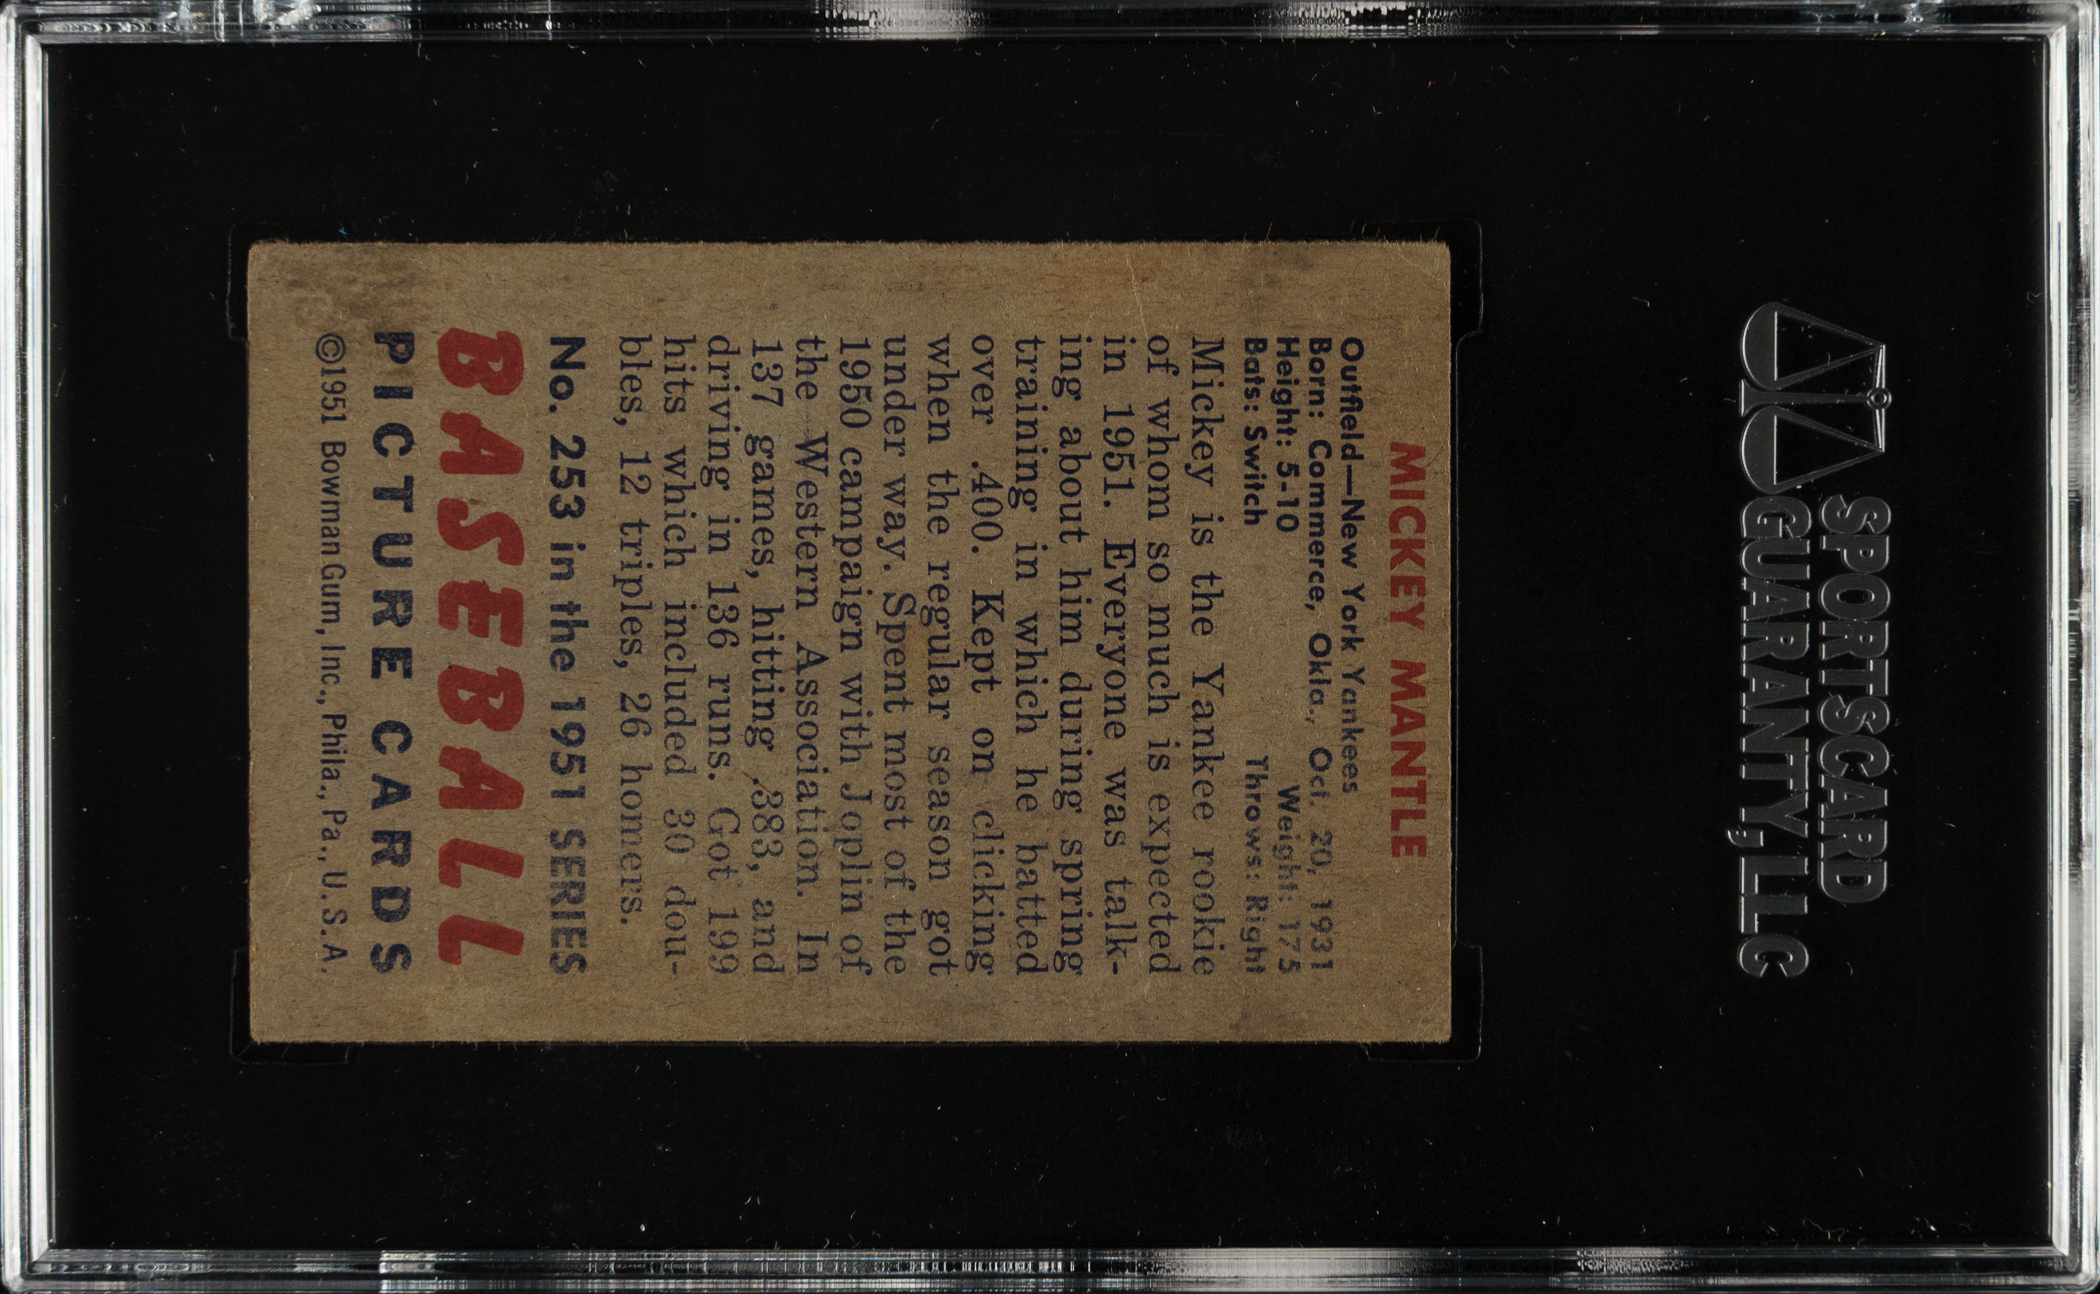 SPORTSCARD
GUARANTY, LLC
MICKEY MANTLE
Outfield—New York Yankees
Born: Commerce, Okla., Oct. 20, 1931
Height: 5-10 Weight: 175
Bats: Switch Throws: Right
Mickey is the Yankee rookie
of whom so much is expected
in 1951. Everyone was talk-
ing about him during spring
training in which he batted
over .400. Kept on clicking
when the regular season got
under way. Spent most of the
1950 campaign with Joplin of
the Western Association. In
137 games, hitting .383, and
driving in 136 runs. Got 199
hits which included 30 dou-
bles, 12 triples, 26 homers.
No. 253 in the 1951 SERIES
BASEBALL
PICTURE CARDS
©1951 Bowman Gum, Inc., Phila., Pa., U.S.A.